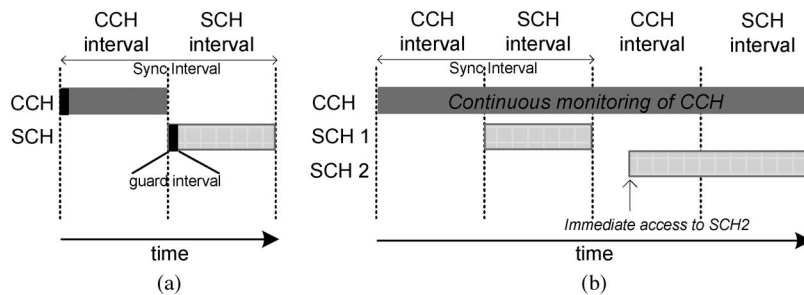 CCH interval
SCH interval
Sync Interval
CCH
SCH
guard interval
time
(a)
CCH interval
SCH interval
CCH interval
SCH interval
Sync Interval
CCH
Continuous monitoring of CCH
SCH 1
SCH 2
Immediate access to SCH2
time
(b)